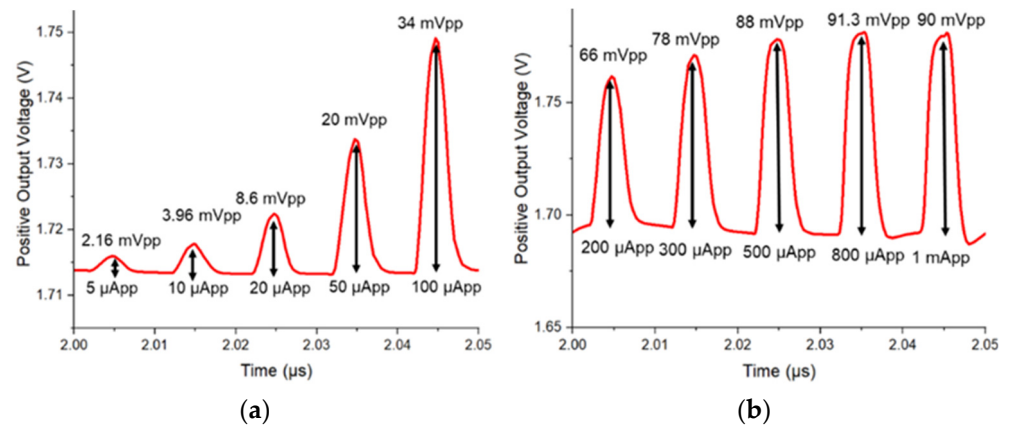 34 mVpp
1.75
1.74
20 mVpp
1.73
8.6 mVpp
3.96 mVpp
1.72
2.16 mVpp
1.71
5 µApp
10 µApp
20 µApp
50 µApp
100 µApp
Positive Output Voltage (V)
2.00
2.01
2.02
2.03
2.04
2.05
Time (µs)
(a)
88 mVpp
91.3 mVpp
90 mVpp
78 mVpp
66 mVpp
1.75
1.70
200 µApp
300 µApp
500 µApp
800 µApp
1 mApp
1.65
Positive Output Voltage (V)
2.00
2.01
2.02
2.03
2.04
2.05
Time (µs)
(b)